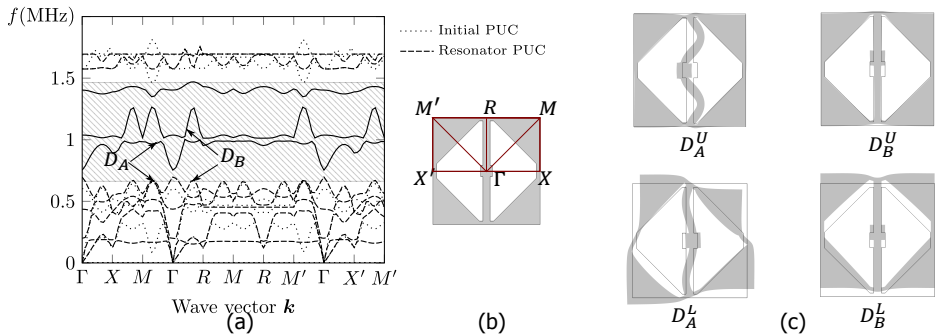 f(MHz)
1.5
1
0.5
0
Γ X M Γ R M R M' Γ X' M'
Wave vector k
(a)
D_A
D_B
Initial PUC
Resonator PUC
M' R M
X' Γ X
(b)
D_A^U
D_B^U
D_A^L
D_B^L
(c)